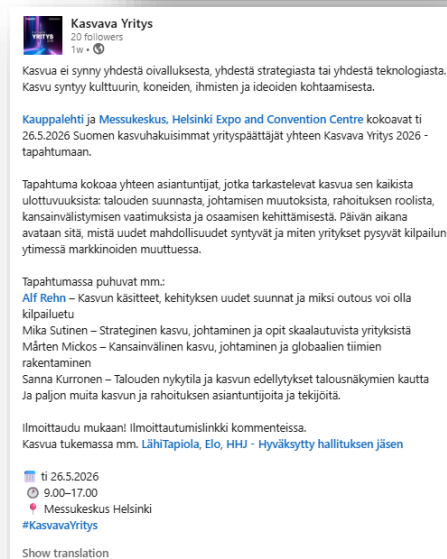 Kasvava Yritys
20 followers
1w •
Kasvua ei synny yhdestä oivalluksesta, yhdestä strategiasta tai yhdestä teknologiasta.
Kasvu syntyy kulttuurin, koneiden, ihmisten ja ideoiden kohtaamisesta.
Kauppalehti ja Messukeskus, Helsinki Expo and Convention Centre kokoavat ti
26.5.2026 Suomen kasvuhakuisimmat yrityspäättäjät yhteen Kasvava Yritys 2026 -
tapahtumaan.
Tapahtuma kokoaa yhteen asiantuntijat, jotka tarkastelevat kasvua sen kaikista
ulottuvuuksista: talouden suunnasta, johtamisen muutoksista, rahoituksen roolista,
kansainvälistymisen vaatimuksista ja osaamisen kehittämisestä. Päivän aikana
avataan sitä, mistä uudet mahdollisuudet syntyvät ja miten yritykset pysyvät kilpailun
ytimessä markkinoiden muuttuessa.
Tapahtumassa puhuvat mm.:
Alf Rehn – Kasvun käsitteet, kehityksen uudet suunnat ja miksi outous voi olla
kilpailuetu
Mika Sutinen – Strateginen kasvu, johtaminen ja opit skaalautuvista yrityksistä
Mårten Mickos – Kansainvälinen kasvu, johtaminen ja globaalien tiimien
rakentaminen
Sanna Kurronen – Talouden nykytila ja kasvun edellytykset talousnäkymien kautta
Ja paljon muita kasvun ja rahoituksen asiantuntijoita ja tekijöitä.
Ilmoittaudu mukaan! Ilmoittautumislinkki kommenteissa.
Kasvua tukemassa mm. LähiTapiola, Elo, HHJ - Hyväksytty hallituksen jäsen
ti 26.5.2026
9.00–17.00
Messukeskus Helsinki
#KasvavaYritys
Show translation